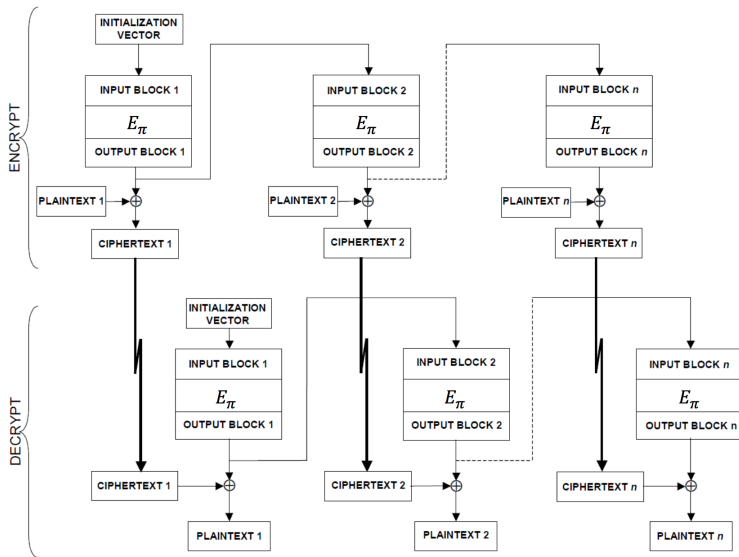 ENCRYPT
INITIALIZATION
VECTOR
INPUT BLOCK 1
INPUT BLOCK 2
INPUT BLOCK n
E_π
E_π
E_π
OUTPUT BLOCK 1
OUTPUT BLOCK 2
OUTPUT BLOCK n
PLAINTEXT 1
PLAINTEXT 2
PLAINTEXT n
CIPHERTEXT 1
CIPHERTEXT 2
CIPHERTEXT n
DECRYPT
INITIALIZATION
VECTOR
INPUT BLOCK 1
INPUT BLOCK 2
INPUT BLOCK n
E_π
E_π
E_π
OUTPUT BLOCK 1
OUTPUT BLOCK 2
OUTPUT BLOCK n
CIPHERTEXT 1
CIPHERTEXT 2
CIPHERTEXT n
PLAINTEXT 1
PLAINTEXT 2
PLAINTEXT n